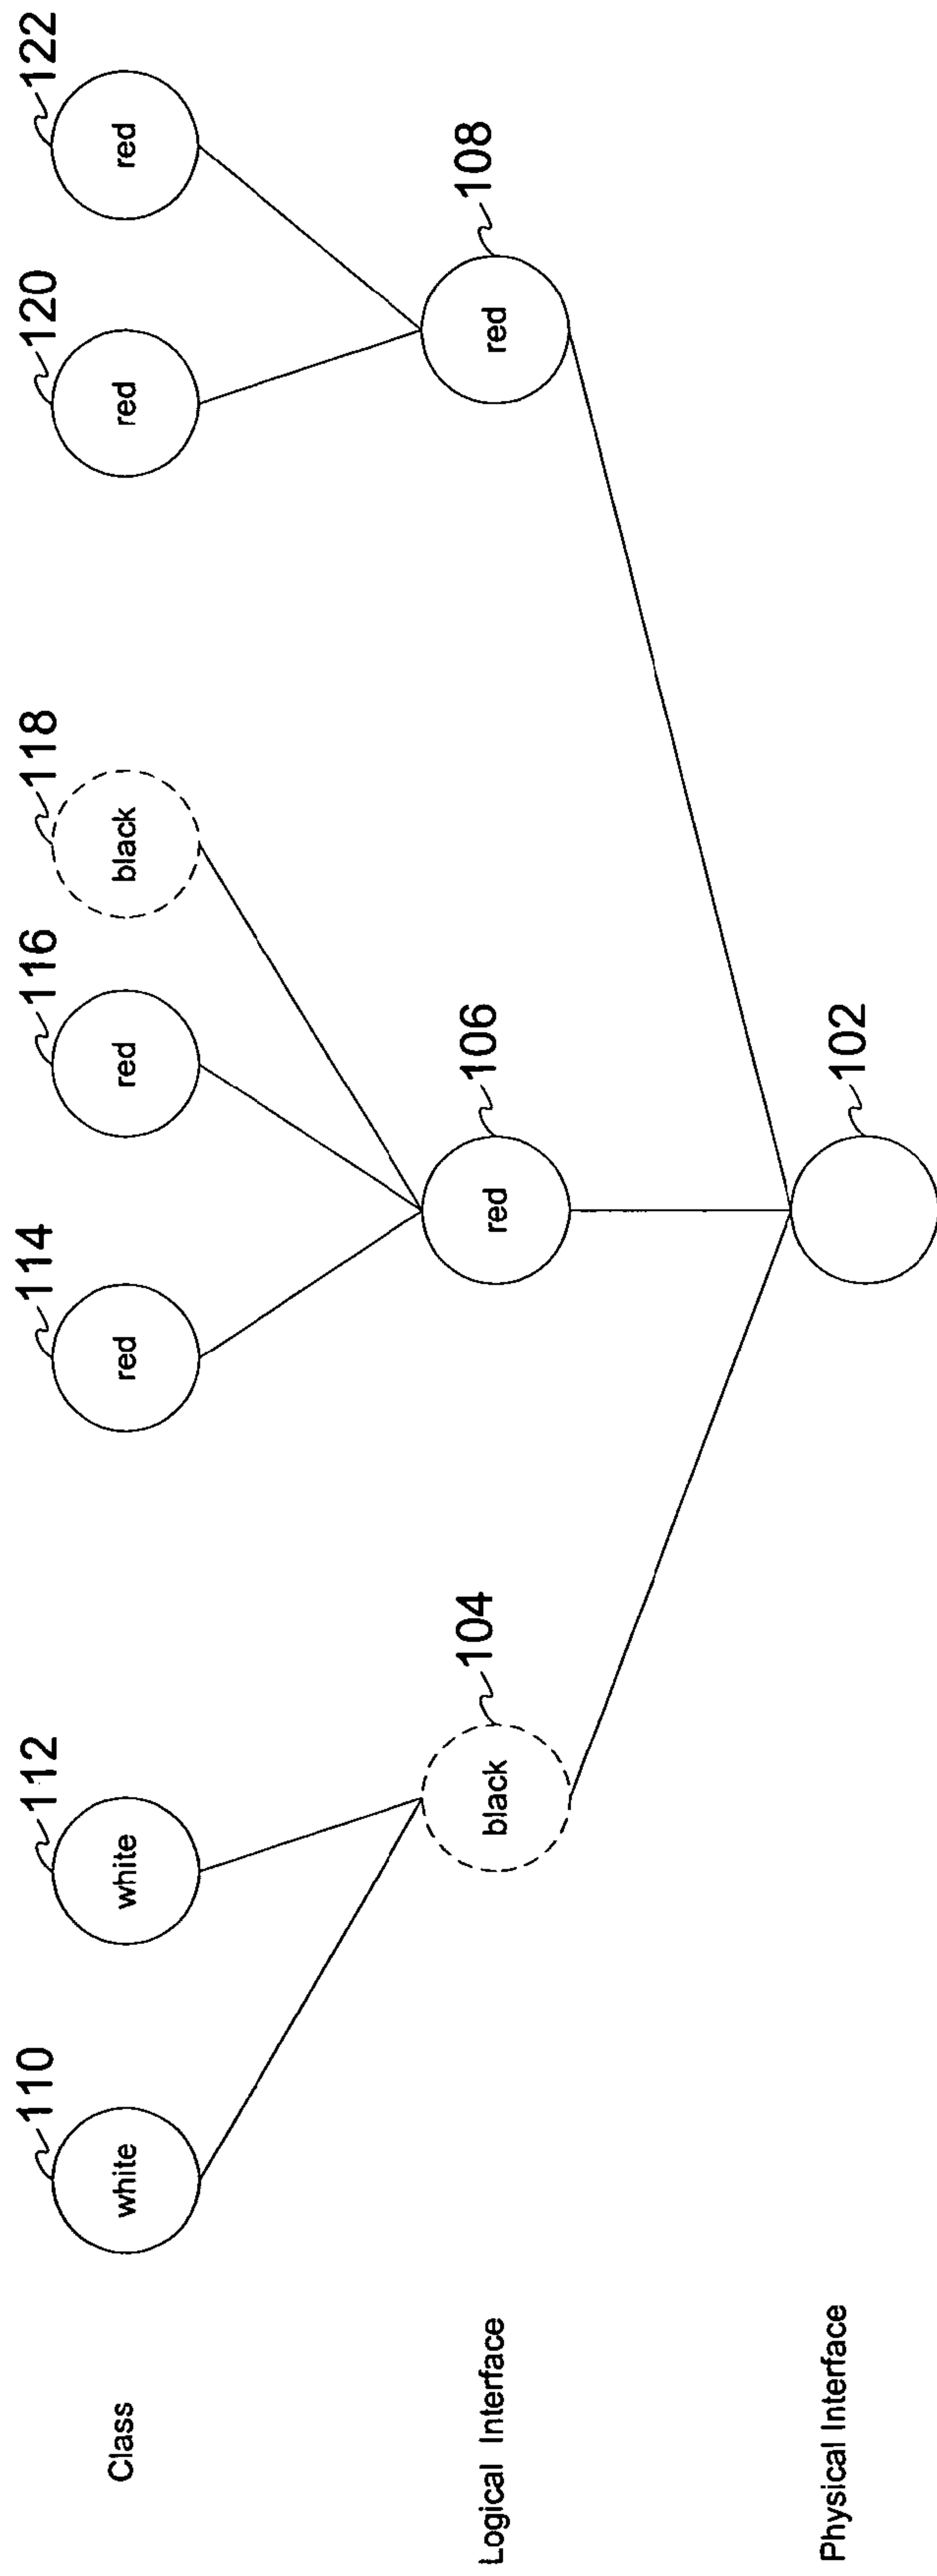 Class
110
white
112
white
114
red
116
red
118
black
120
red
122
red
Logical Interface
104
black
106
red
108
red
Physical Interface
102